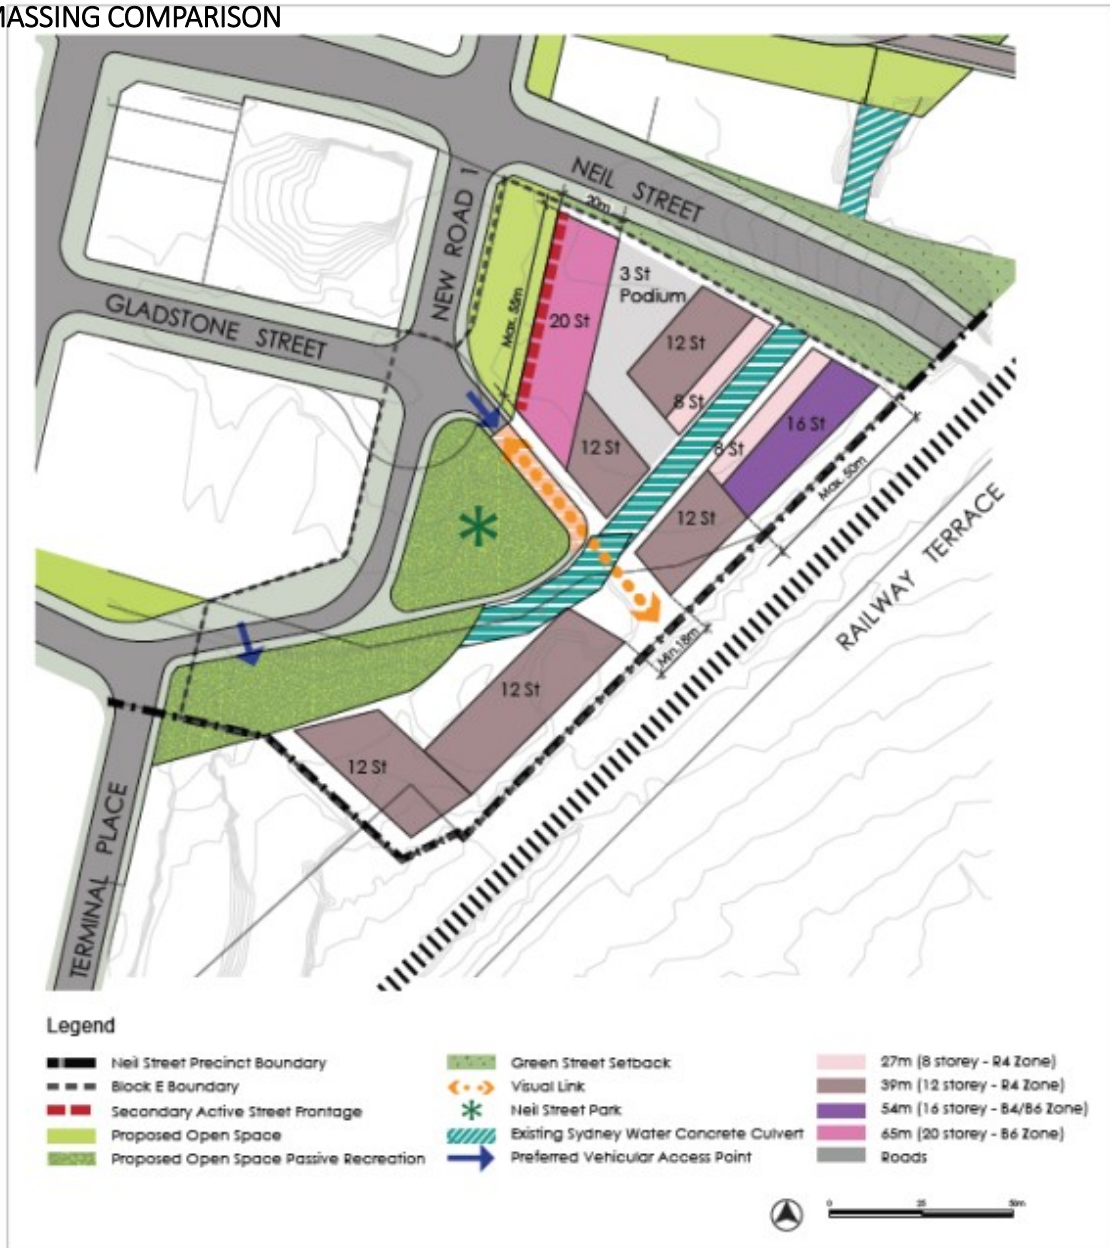 MASSING COMPARISON
NEIL STREET
NEW ROAD 1
20m
3 St
Podium
Max. 55m
20 St
GLADSTONE STREET
12 St
8 St
12 St
8 St
16 St
Max. 50m
12 St
RAILWAY TERRACE
Min.18m
12 St
12 St
TERMINAL PLACE
Legend
Neil Street Precinct Boundary
Block E Boundary
Secondary Active Street Frontage
Proposed Open Space
Proposed Open Space Passive Recreation
Green Street Setback
Visual Link
Neil Street Park
Existing Sydney Water Concrete Culvert
Preferred Vehicular Access Point
27m (8 storey - R4 Zone)
39m (12 storey - R4 Zone)
54m (16 storey - B4/B6 Zone)
65m (20 storey - B6 Zone)
Roads
0 25 50m